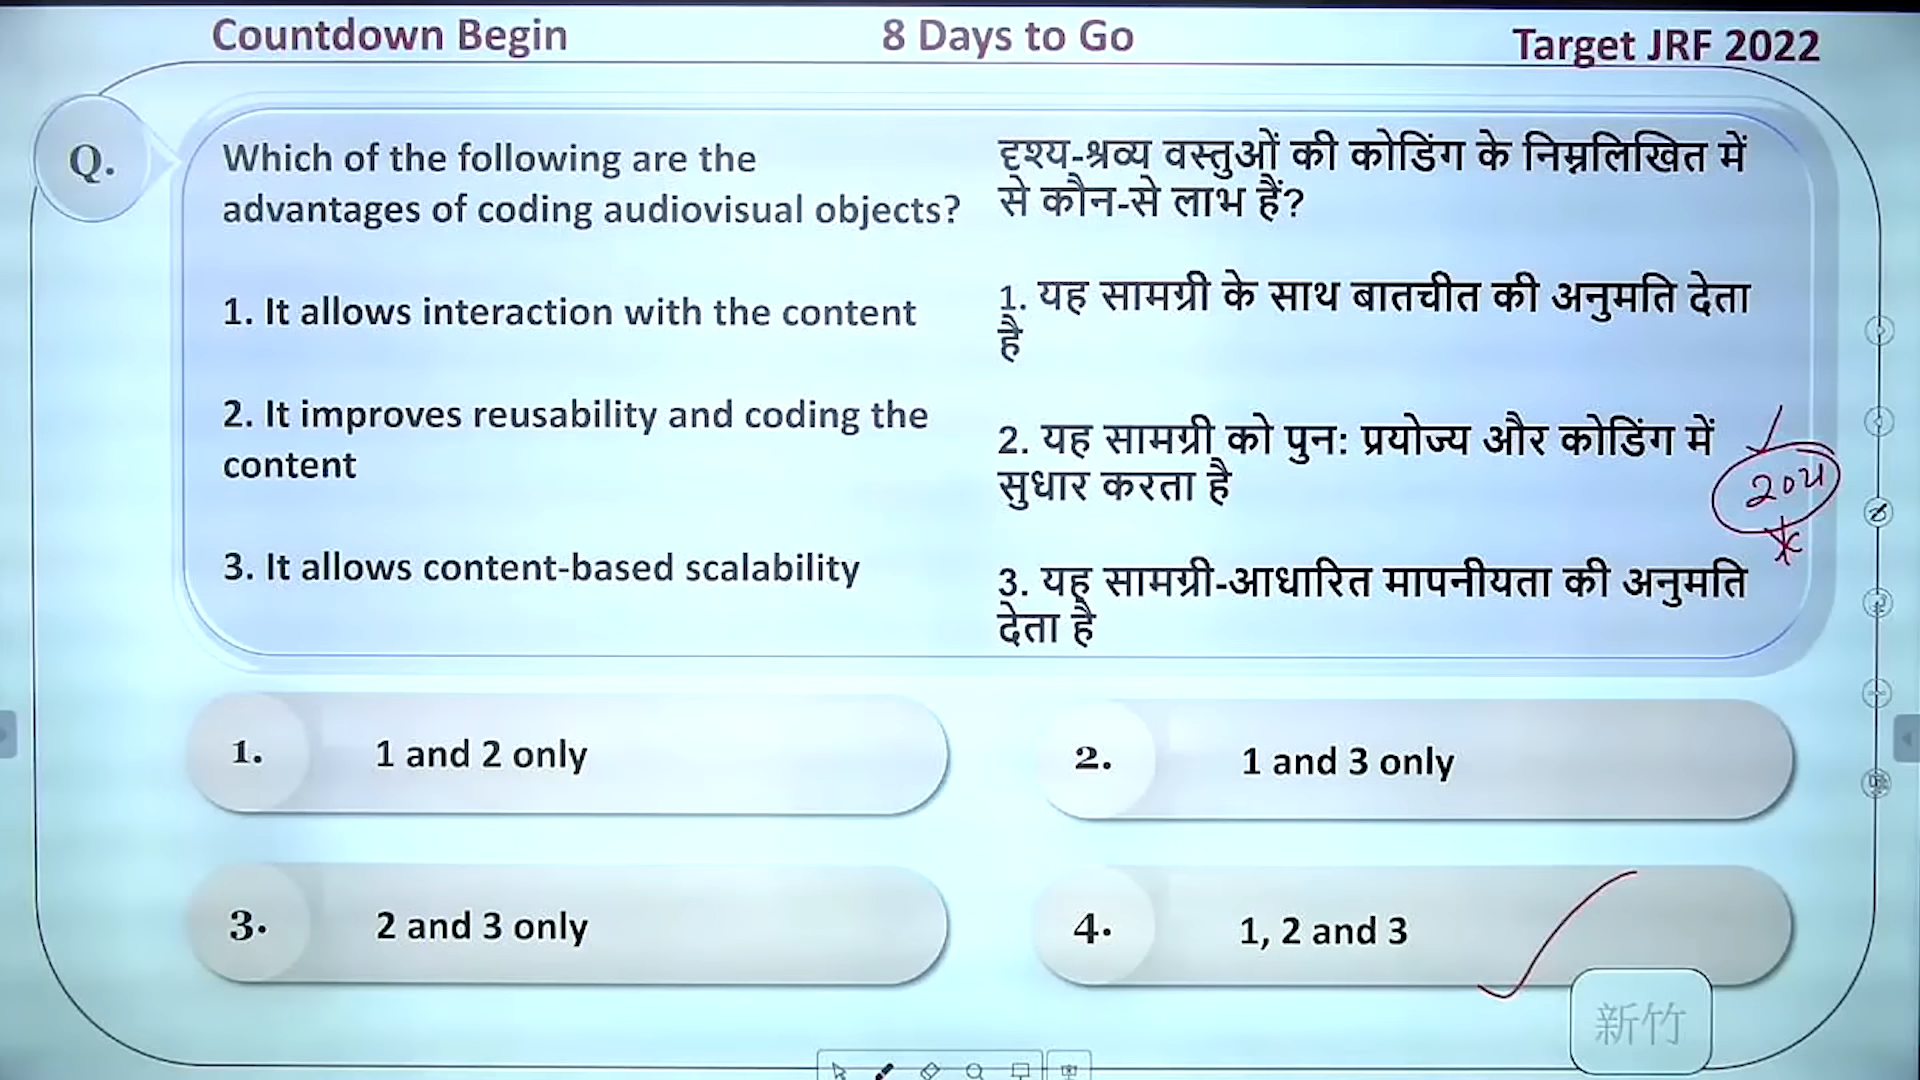 Countdown Begin
8 Days to Go
Target JRF 2022
Q.
Which of the following are the
advantages of coding audiovisual objects?
1. It allows interaction with the content
2. It improves reusability and coding the
content
3. It allows content-based scalability
दृश्य-श्रव्य वस्तुओं की कोडिंग के निम्नलिखित में
से कौन-से लाभ हैं?
1. यह सामग्री के साथ बातचीत की अनुमति देता
है
2. यह सामग्री को पुन: प्रयोज्य और कोडिंग में
सुधार करता है
3. यह सामग्री-आधारित मापनीयता की अनुमति
देता है
2021
1. 1 and 2 only
2. 1 and 3 only
3. 2 and 3 only
4. 1, 2 and 3
新竹